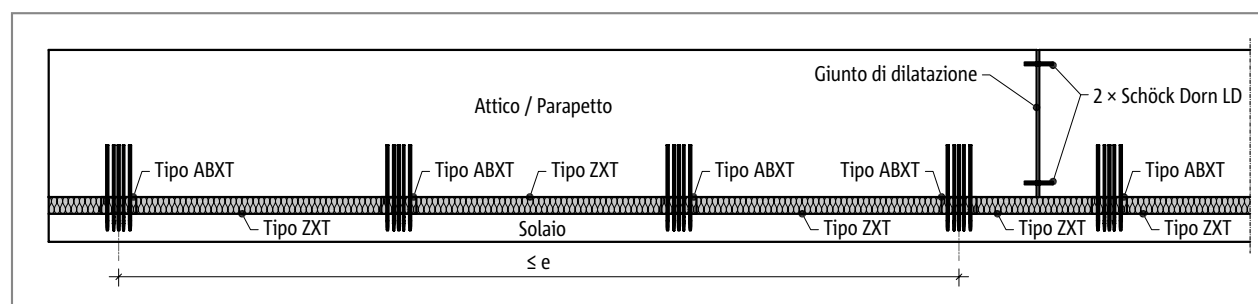 Giunto di dilatazione
2 × Schöck Dorn LD
Attico / Parapetto
Tipo ABXT
Tipo ABXT
Tipo ZXT
Tipo ABXT
Tipo ABXT
Tipo ABXT
Tipo ZXT
Solaio
Tipo ZXT
Tipo ZXT
Tipo ZXT
≤ e